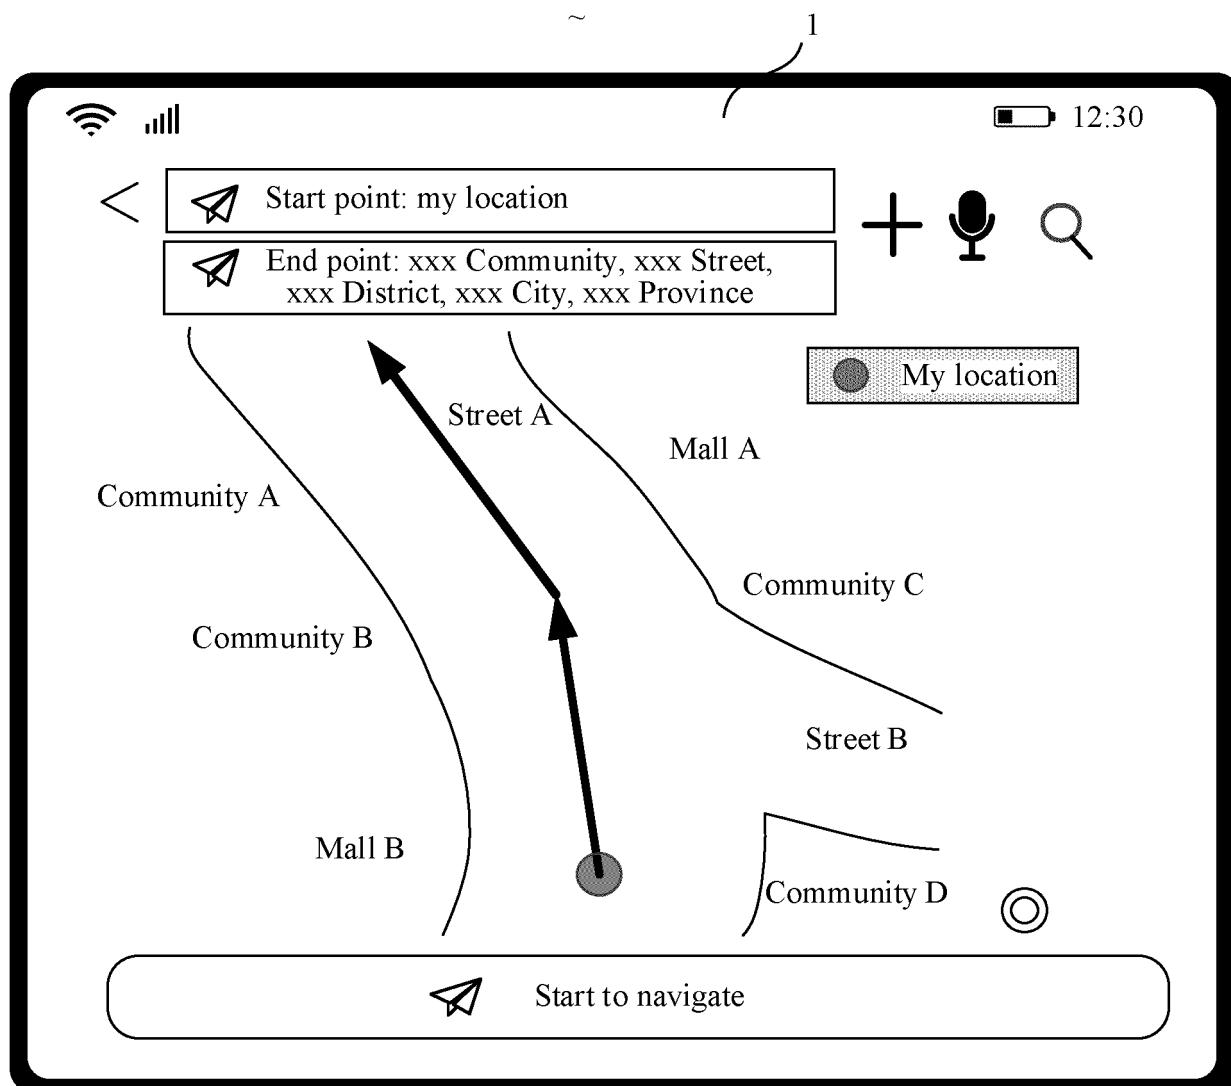 ~
1
12:30
Start point: my location
End point: xxx Community, xxx Street,
xxx District, xxx City, xxx Province
My location
Street A
Mall A
Community A
Community C
Community B
Street B
Mall B
Community D
Start to navigate